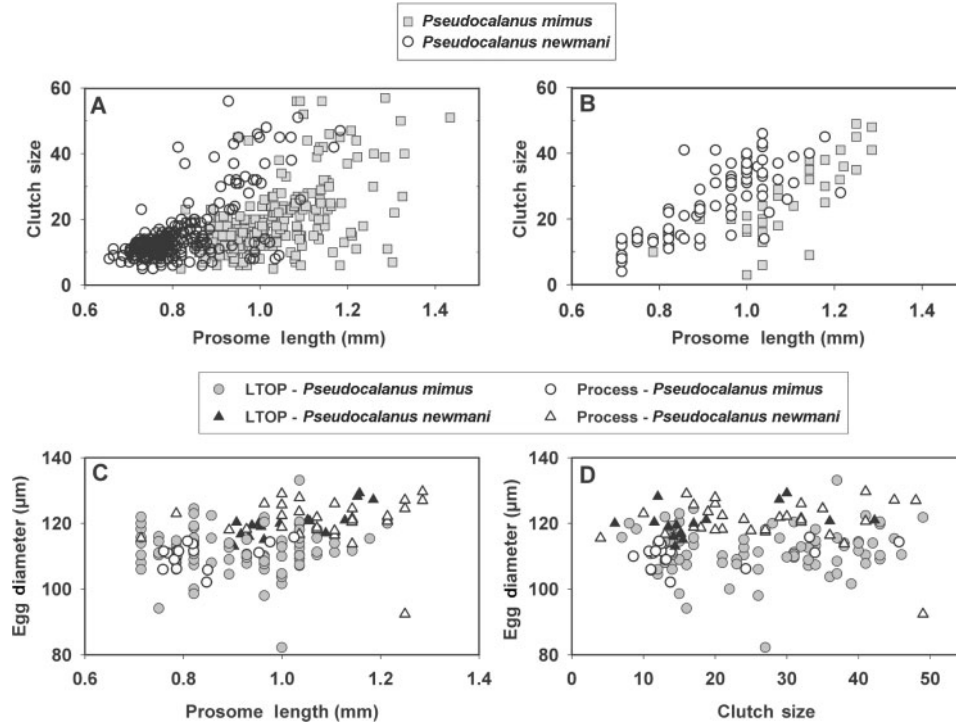 Pseudocalanus mimus
Pseudocalanus newmani
A
60
40
20
0
Clutch size
0.6 0.8 1.0 1.2 1.4
Prosome length (mm)
B
60
40
20
0
Clutch size
0.6 0.8 1.0 1.2 1.4
Prosome length (mm)
LTOP - Pseudocalanus mimus
Process - Pseudocalanus mimus
LTOP - Pseudocalanus newmani
Process - Pseudocalanus newmani
C
140
120
100
80
Egg diameter (µm)
0.6 0.8 1.0 1.2 1.4
Prosome length (mm)
D
140
120
100
80
Egg diameter (µm)
0 10 20 30 40 50
Clutch size